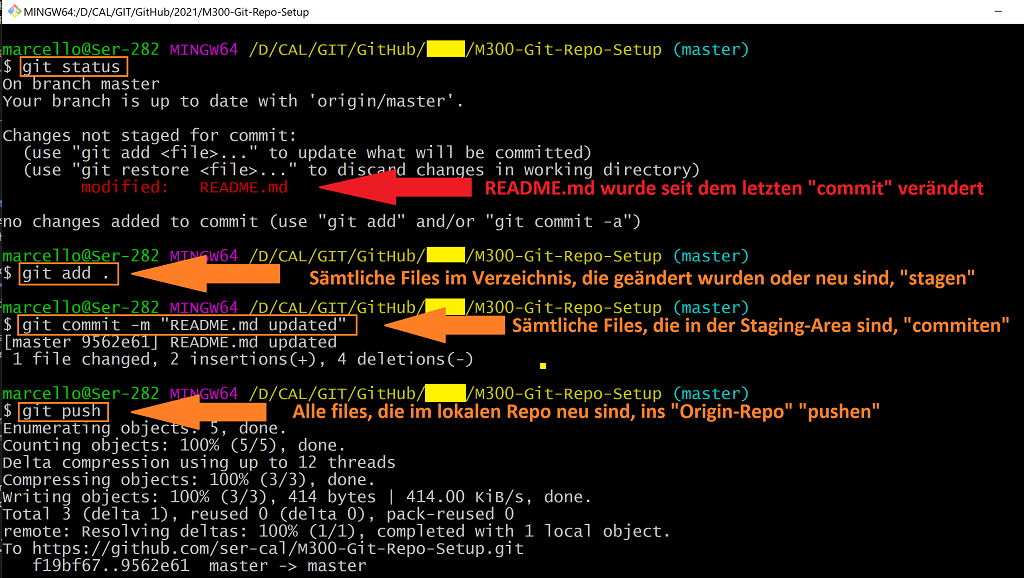 MINGW64:/D/CAL/GIT/GitHub/2021/M300-Git-Repo-Setup
marcello@Ser-282 MINGW64 /D/CAL/GIT/GitHub/ /M300-Git-Repo-Setup (master)
$ git status
On branch master
Your branch is up to date with 'origin/master'.
Changes not staged for commit:
(use "git add <file>..." to update what will be committed)
(use "git restore <file>..." to discard changes in working directory)
modified: README.md README.md wurde seit dem letzten "commit" verändert
no changes added to commit (use "git add" and/or "git commit -a")
marcello@Ser-282 MINGW64 /D/CAL/GIT/GitHub/ /M300-Git-Repo-Setup (master)
$ git add . Sämtliche Files im Verzeichnis, die geändert wurden oder neu sind, "stagen"
marcello@Ser-282 MINGW64 /D/CAL/GIT/GitHub/ /M300-Git-Repo-Setup (master)
$ git commit -m "README.md updated" Sämtliche Files, die in der Staging-Area sind, "commiten"
[master 9562e61] README.md updated
1 file changed, 2 insertions(+), 4 deletions(-)
marcello@Ser-282 MINGW64 /D/CAL/GIT/GitHub/ /M300-Git-Repo-Setup (master)
$ git push Alle files, die im lokalen Repo neu sind, ins "Origin-Repo" "pushen"
Enumerating objects: 5, done.
Counting objects: 100% (5/5), done.
Delta compression using up to 12 threads
Compressing objects: 100% (3/3), done.
Writing objects: 100% (3/3), 414 bytes | 414.00 KiB/s, done.
Total 3 (delta 1), reused 0 (delta 0), pack-reused 0
remote: Resolving deltas: 100% (1/1), completed with 1 local object.
To https://github.com/ser-cal/M300-Git-Repo-Setup.git
f19bf67..9562e61 master -> master